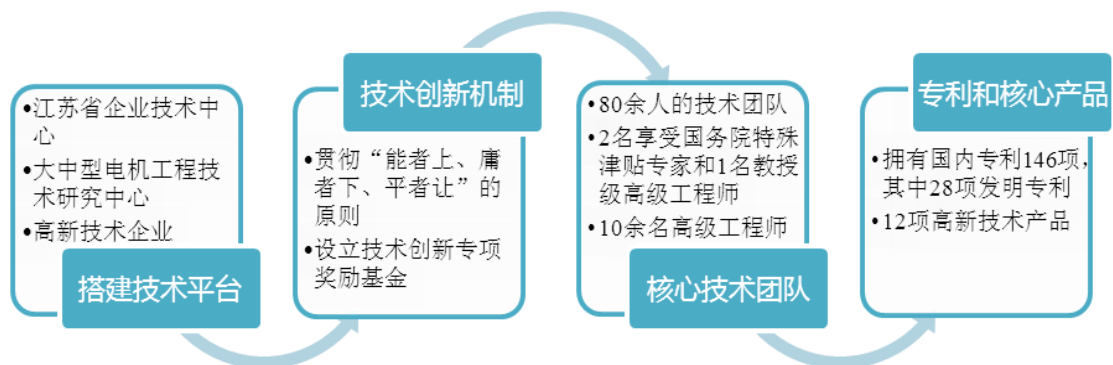 •江苏省企业技术中
心
•大中型电机工程技
术研究中心
•高新技术企业
搭建技术平台
技术创新机制
•贯彻“能者上、庸
者下、平者让”的
原则
•设立技术创新专项
奖励基金
•80余人的技术团队
•2名享受国务院特殊
津贴专家和1名教授
级高级工程师
•10余名高级工程师
核心技术团队
专利和核心产品
•拥有国内专利146项,
其中28项发明专利
•12项高新技术产品